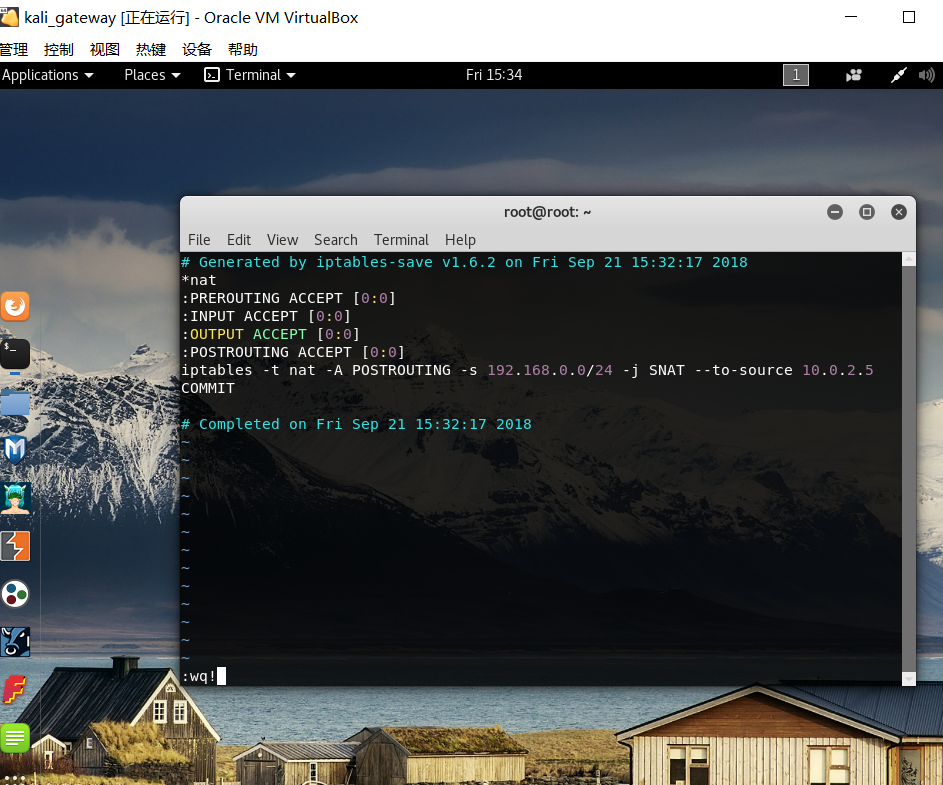 kali_gateway [正在运行] - Oracle VM VirtualBox
管理 控制 视图 热键 设备 帮助
Applications Places Terminal Fri 15:34 1
root@root: ~
File Edit View Search Terminal Help
# Generated by iptables-save v1.6.2 on Fri Sep 21 15:32:17 2018
*nat
:PREROUTING ACCEPT [0:0]
:INPUT ACCEPT [0:0]
:OUTPUT ACCEPT [0:0]
:POSTROUTING ACCEPT [0:0]
iptables -t nat -A POSTROUTING -s 192.168.0.0/24 -j SNAT --to-source 10.0.2.5
COMMIT
# Completed on Fri Sep 21 15:32:17 2018
~
~
~
~
~
~
~
~
~
~
~
~
~
:wq!